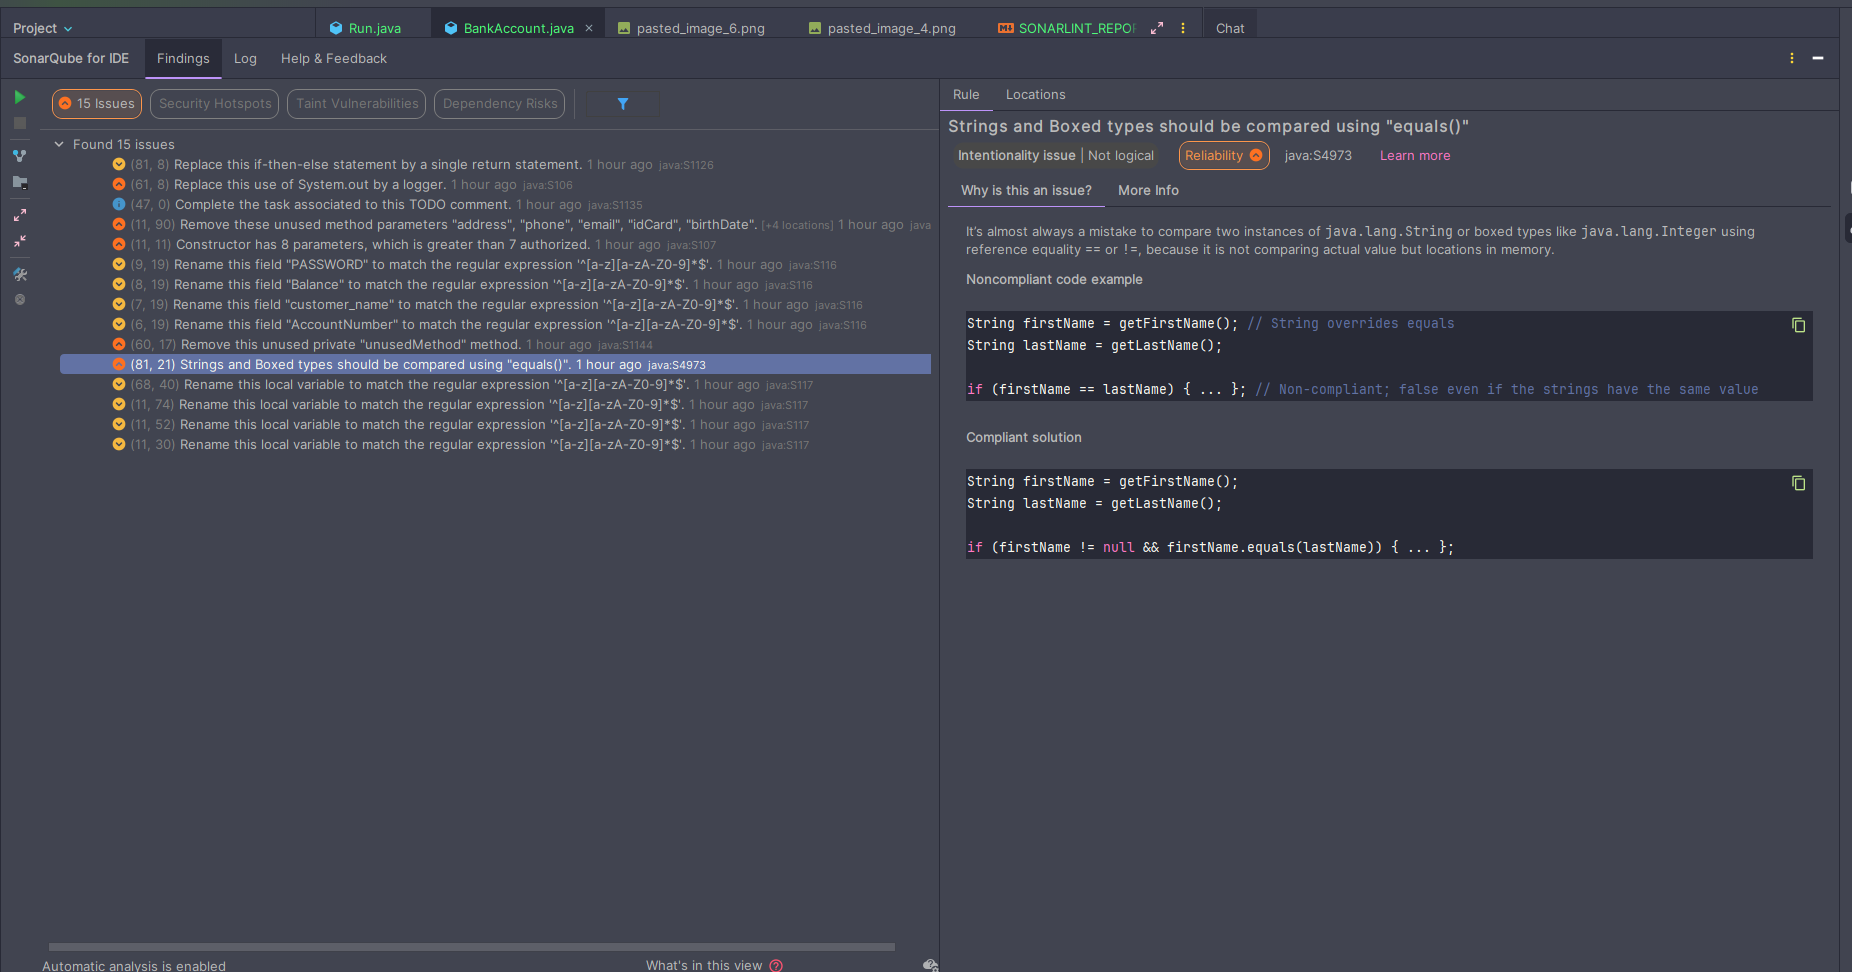 Project
Run.java
BankAccount.java
pasted_image_6.png
pasted_image_4.png
SONARLINT_REPO
Chat
SonarQube for IDE
Findings
Log
Help & Feedback
15 Issues
Security Hotspots
Taint Vulnerabilities
Dependency Risks
Found 15 issues
(81, 8) Replace this if-then-else statement by a single return statement. 1 hour ago java:S1126
(61, 8) Replace this use of System.out by a logger. 1 hour ago java:S106
(47, 0) Complete the task associated to this TODO comment. 1 hour ago java:S1135
(11, 90) Remove these unused method parameters "address", "phone", "email", "idCard", "birthDate". [+4 locations] 1 hour ago java
(11, 11) Constructor has 8 parameters, which is greater than 7 authorized. 1 hour ago java:S107
(9, 19) Rename this field "PASSWORD" to match the regular expression '^[a-z][a-zA-Z0-9]*$'. 1 hour ago java:S116
(8, 19) Rename this field "Balance" to match the regular expression '^[a-z][a-zA-Z0-9]*$'. 1 hour ago java:S116
(7, 19) Rename this field "customer_name" to match the regular expression '^[a-z][a-zA-Z0-9]*$'. 1 hour ago java:S116
(6, 19) Rename this field "AccountNumber" to match the regular expression '^[a-z][a-zA-Z0-9]*$'. 1 hour ago java:S116
(60, 17) Remove this unused private "unusedMethod" method. 1 hour ago java:S1144
(81, 21) Strings and Boxed types should be compared using "equals()". 1 hour ago java:S4973
(68, 40) Rename this local variable to match the regular expression '^[a-z][a-zA-Z0-9]*$'. 1 hour ago java:S117
(11, 74) Rename this local variable to match the regular expression '^[a-z][a-zA-Z0-9]*$'. 1 hour ago java:S117
(11, 52) Rename this local variable to match the regular expression '^[a-z][a-zA-Z0-9]*$'. 1 hour ago java:S117
(11, 30) Rename this local variable to match the regular expression '^[a-z][a-zA-Z0-9]*$'. 1 hour ago java:S117
Automatic analysis is enabled
What's in this view
Rule
Locations
Strings and Boxed types should be compared using "equals()"
Intentionality issue | Not logical
Reliability
java:S4973
Learn more
Why is this an issue?
More Info
It's almost always a mistake to compare two instances of java.lang.String or boxed types like java.lang.Integer using
reference equality == or !=, because it is not comparing actual value but locations in memory.
Noncompliant code example
String firstName = getFirstName(); // String overrides equals
String lastName = getLastName();
if (firstName == lastName) { ... }; // Non-compliant; false even if the strings have the same value
Compliant solution
String firstName = getFirstName();
String lastName = getLastName();
if (firstName != null && firstName.equals(lastName)) { ... };